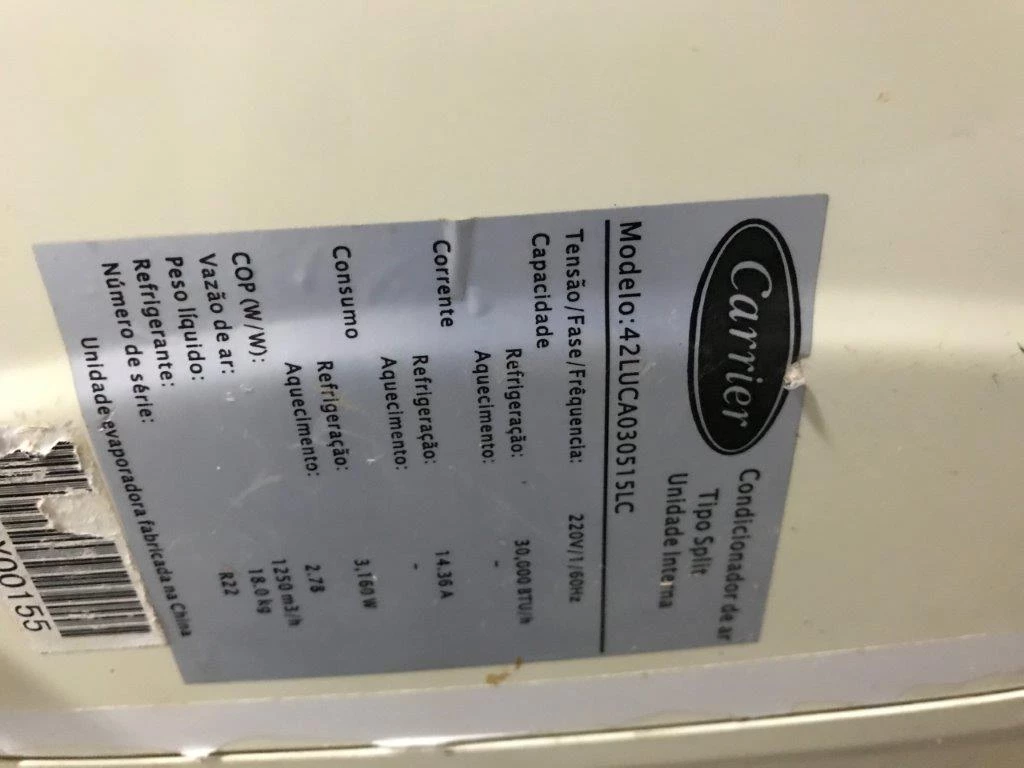 Carrier
Condicionador de ar
Tipo Split
Unidade Interna
Modelo: 42LUCA030515LC
Tensão/Fase/Frêquencia: 220V/1/60Hz
Capacidade
Refrigeração: 30,000 BTU/h
Aquecimento: -
Corrente
Refrigeração: 14.36 A
Aquecimento: -
Consumo
Refrigeração: 3,160 W
Aquecimento:
COP (W/W): 2.78
Vazão de ar: 1250 m3/h
Peso líquido: 18.0 kg
Refrigerante: R22
Número de série:
Unidade evaporadora fabricada na China
00155